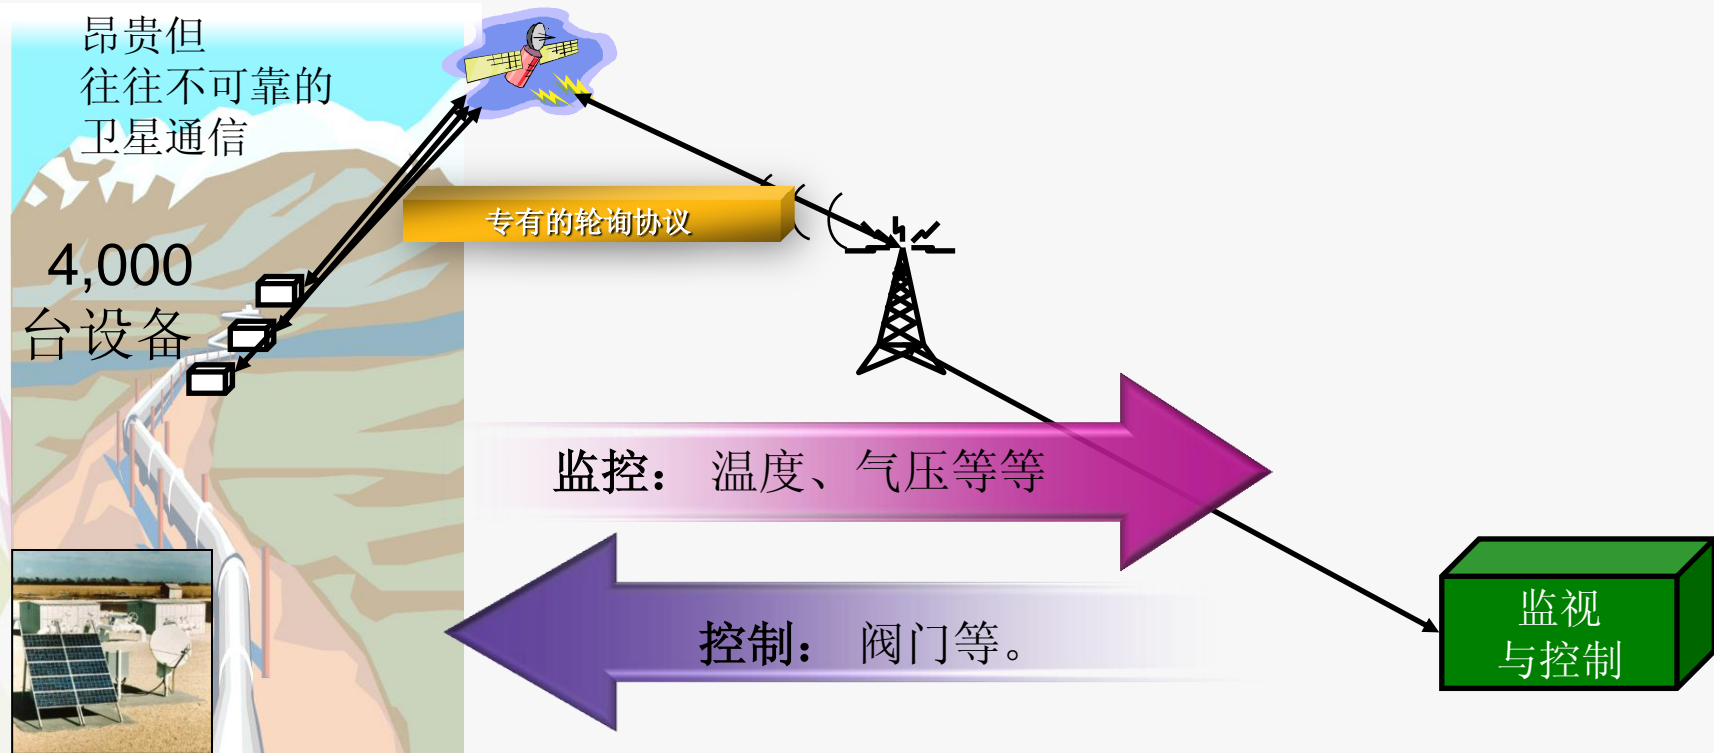 昂贵但
往往不可靠的
卫星通信
专有的轮询协议
4,000
台设备
监控： 温度、气压等等
控制： 阀门等。
监视
与控制